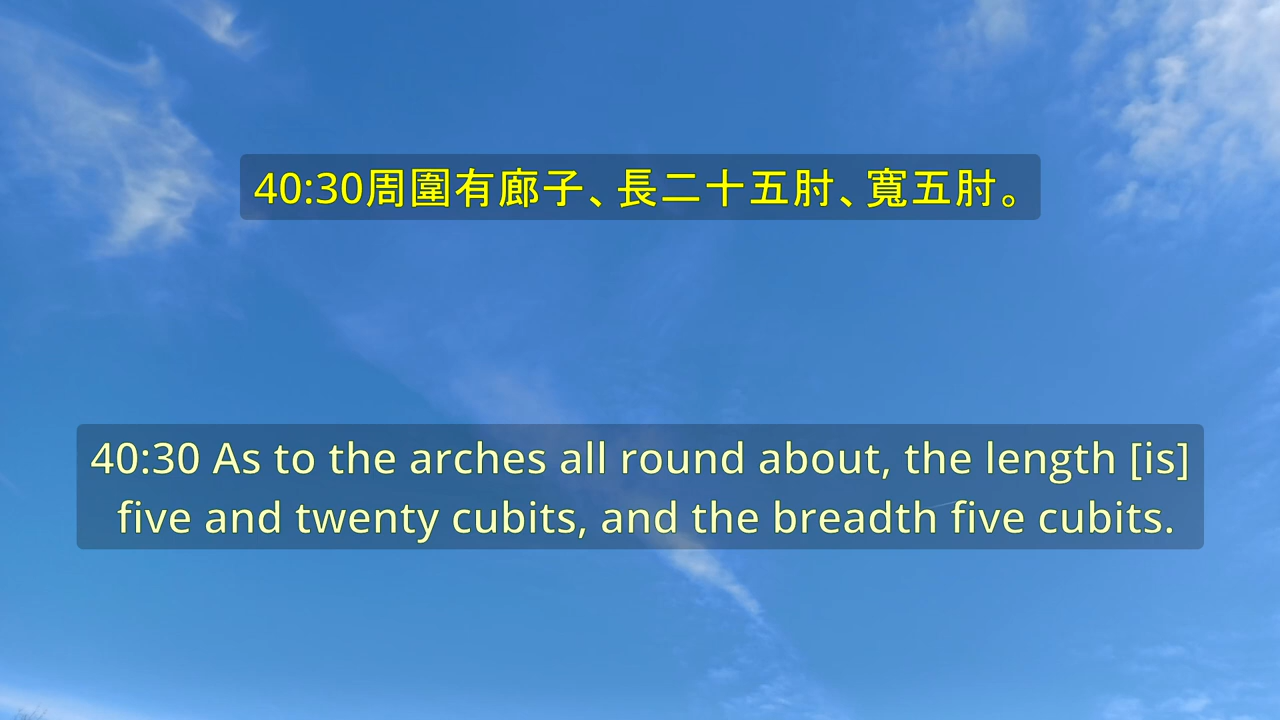 40:30周圍有廊子、長二十五肘、寬五肘。
40:30 As to the arches all round about, the length [is]
five and twenty cubits, and the breadth five cubits.